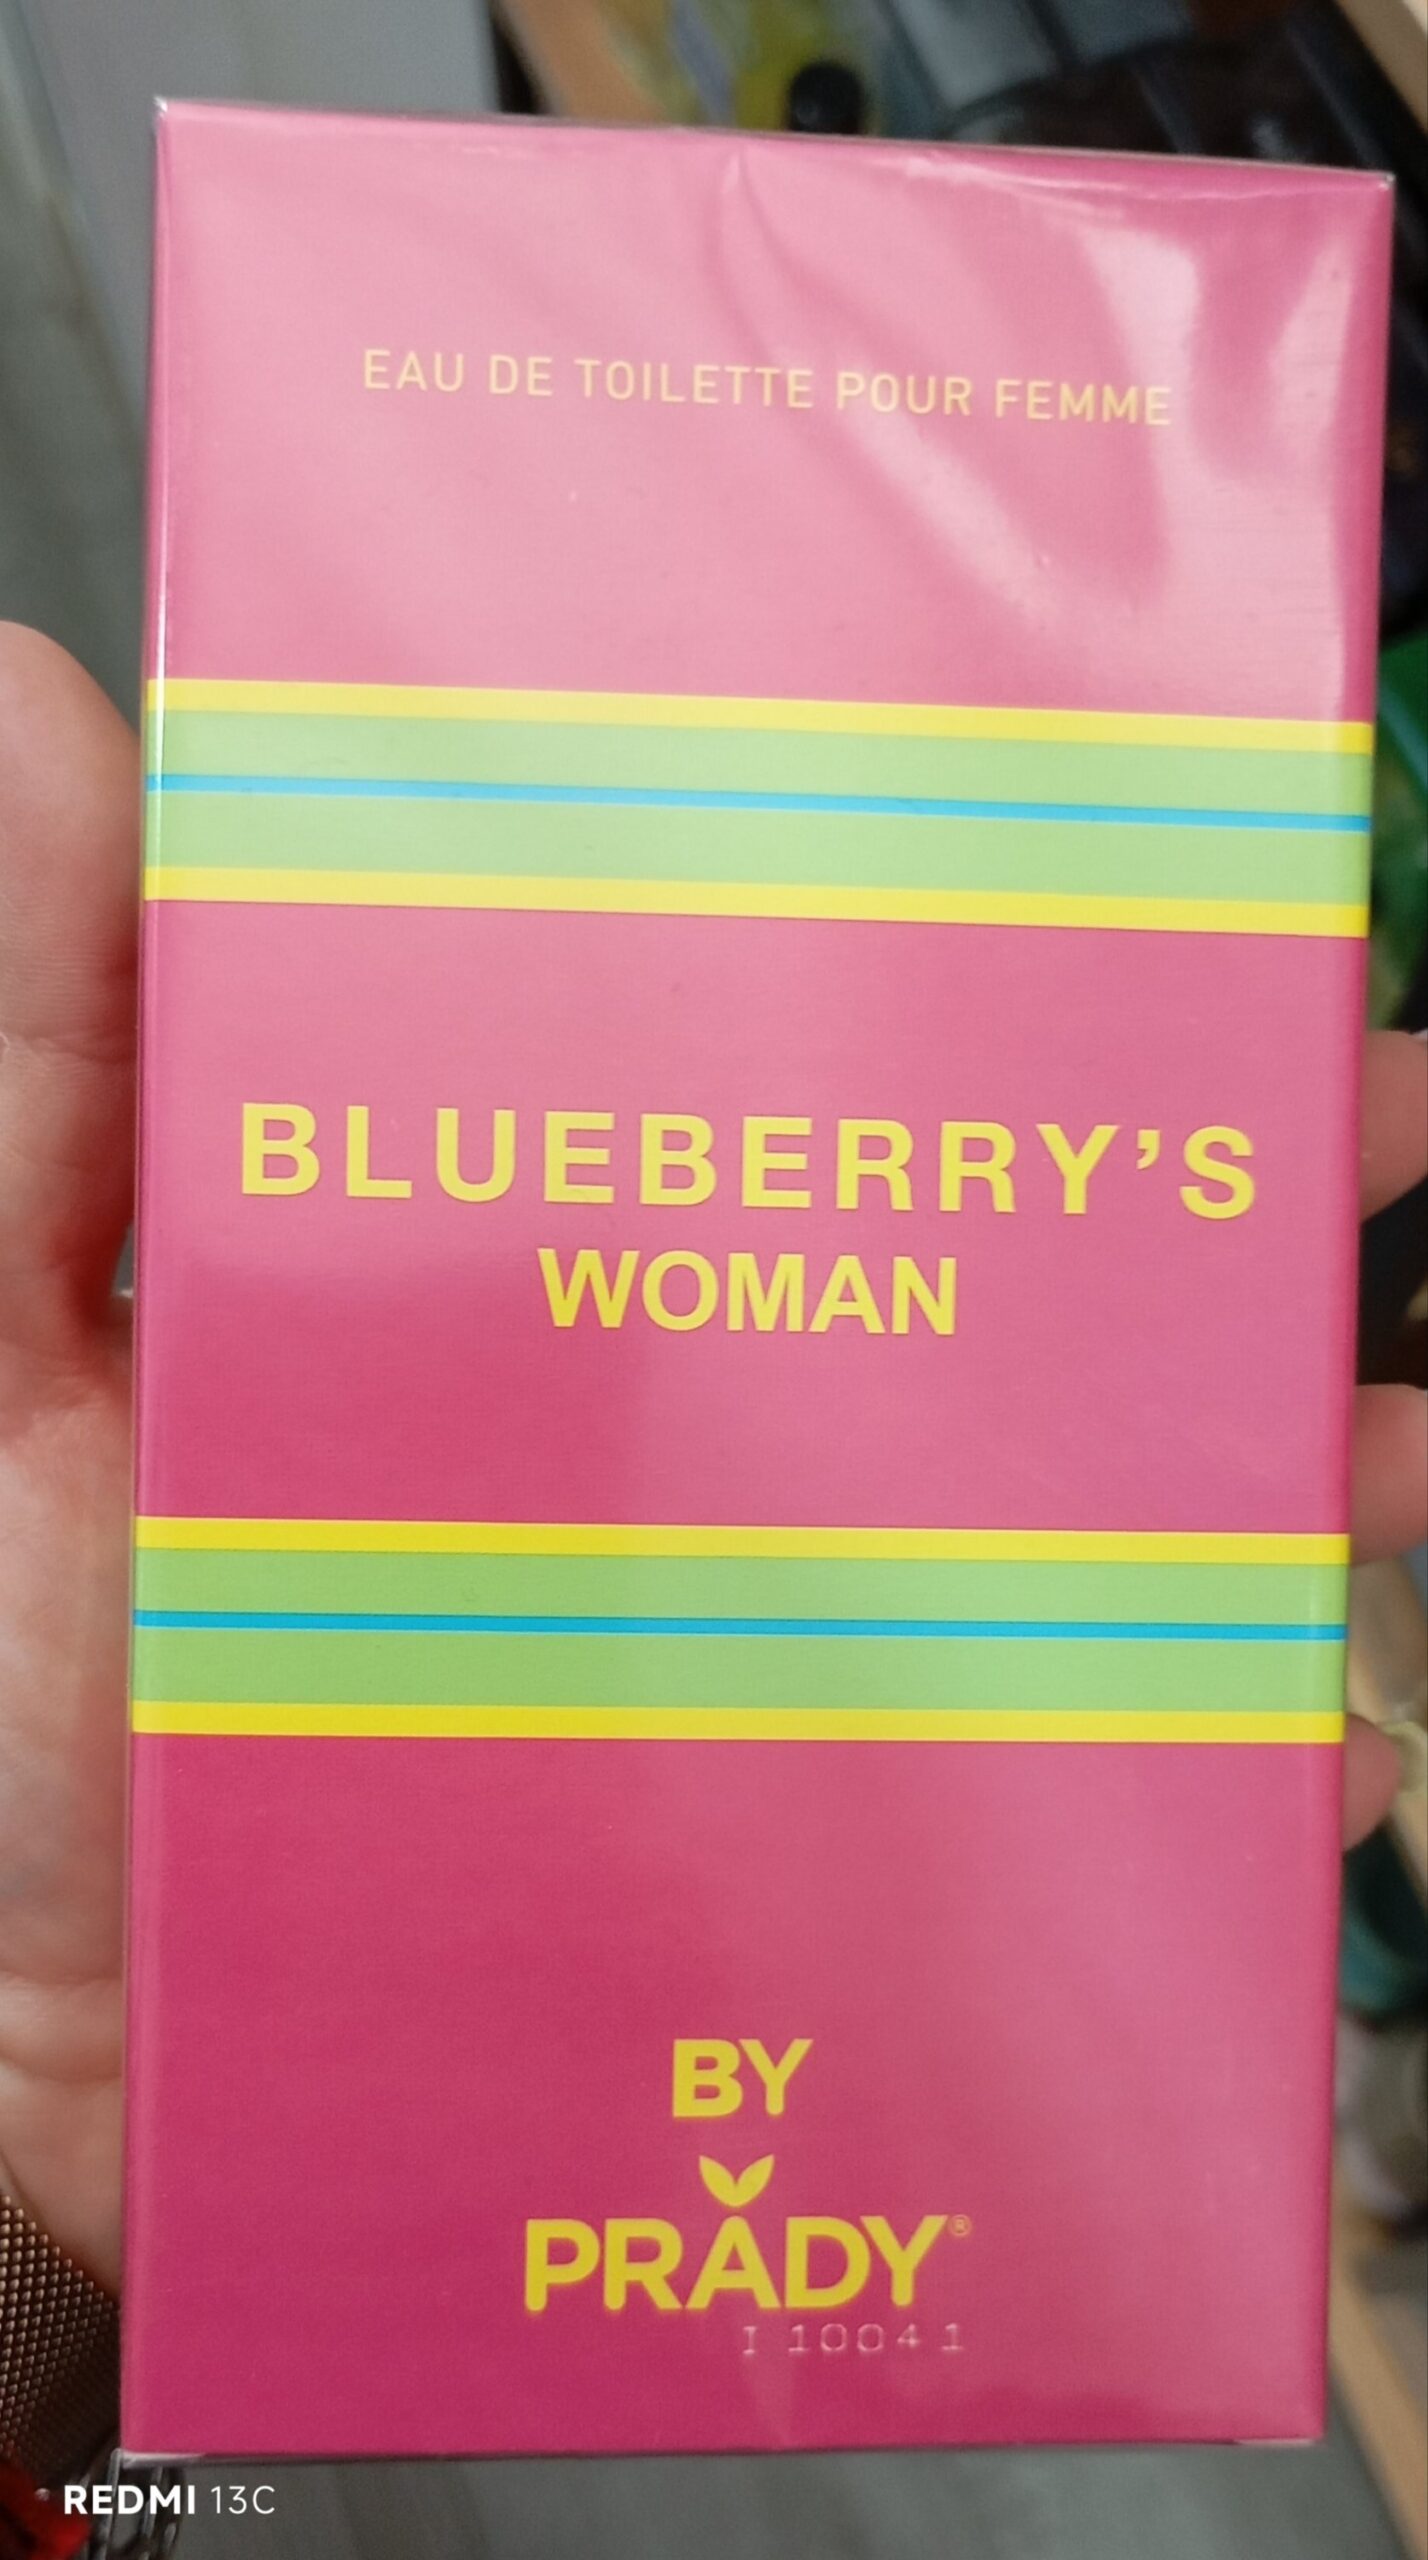 EAU DE TOILETTE POUR FEMME
BLUEBERRY'S
WOMAN
BY
PRADY®
I 10041
REDMI 13C